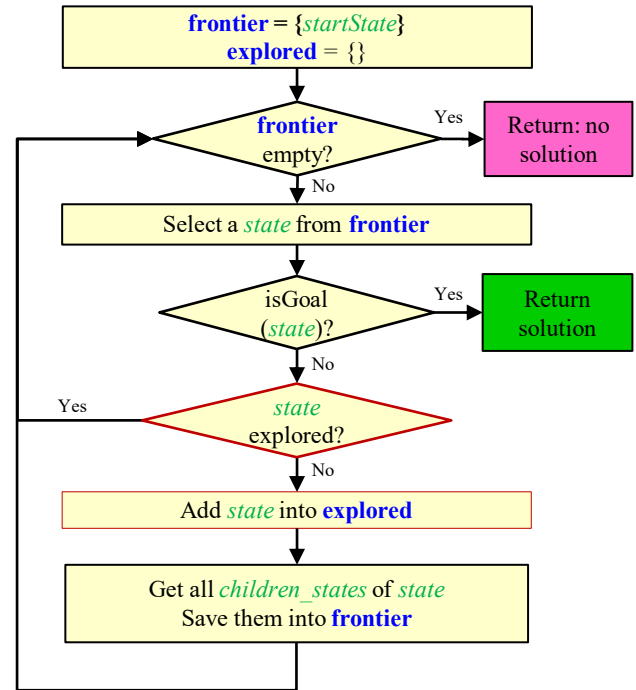 frontier = {startState}
explored = {}
frontier
empty?
Yes
Return: no
solution
No
Select a state from frontier
isGoal
(state)?
Yes
Return
solution
No
state
explored?
Yes
No
Add state into explored
Get all children_states of state
Save them into frontier